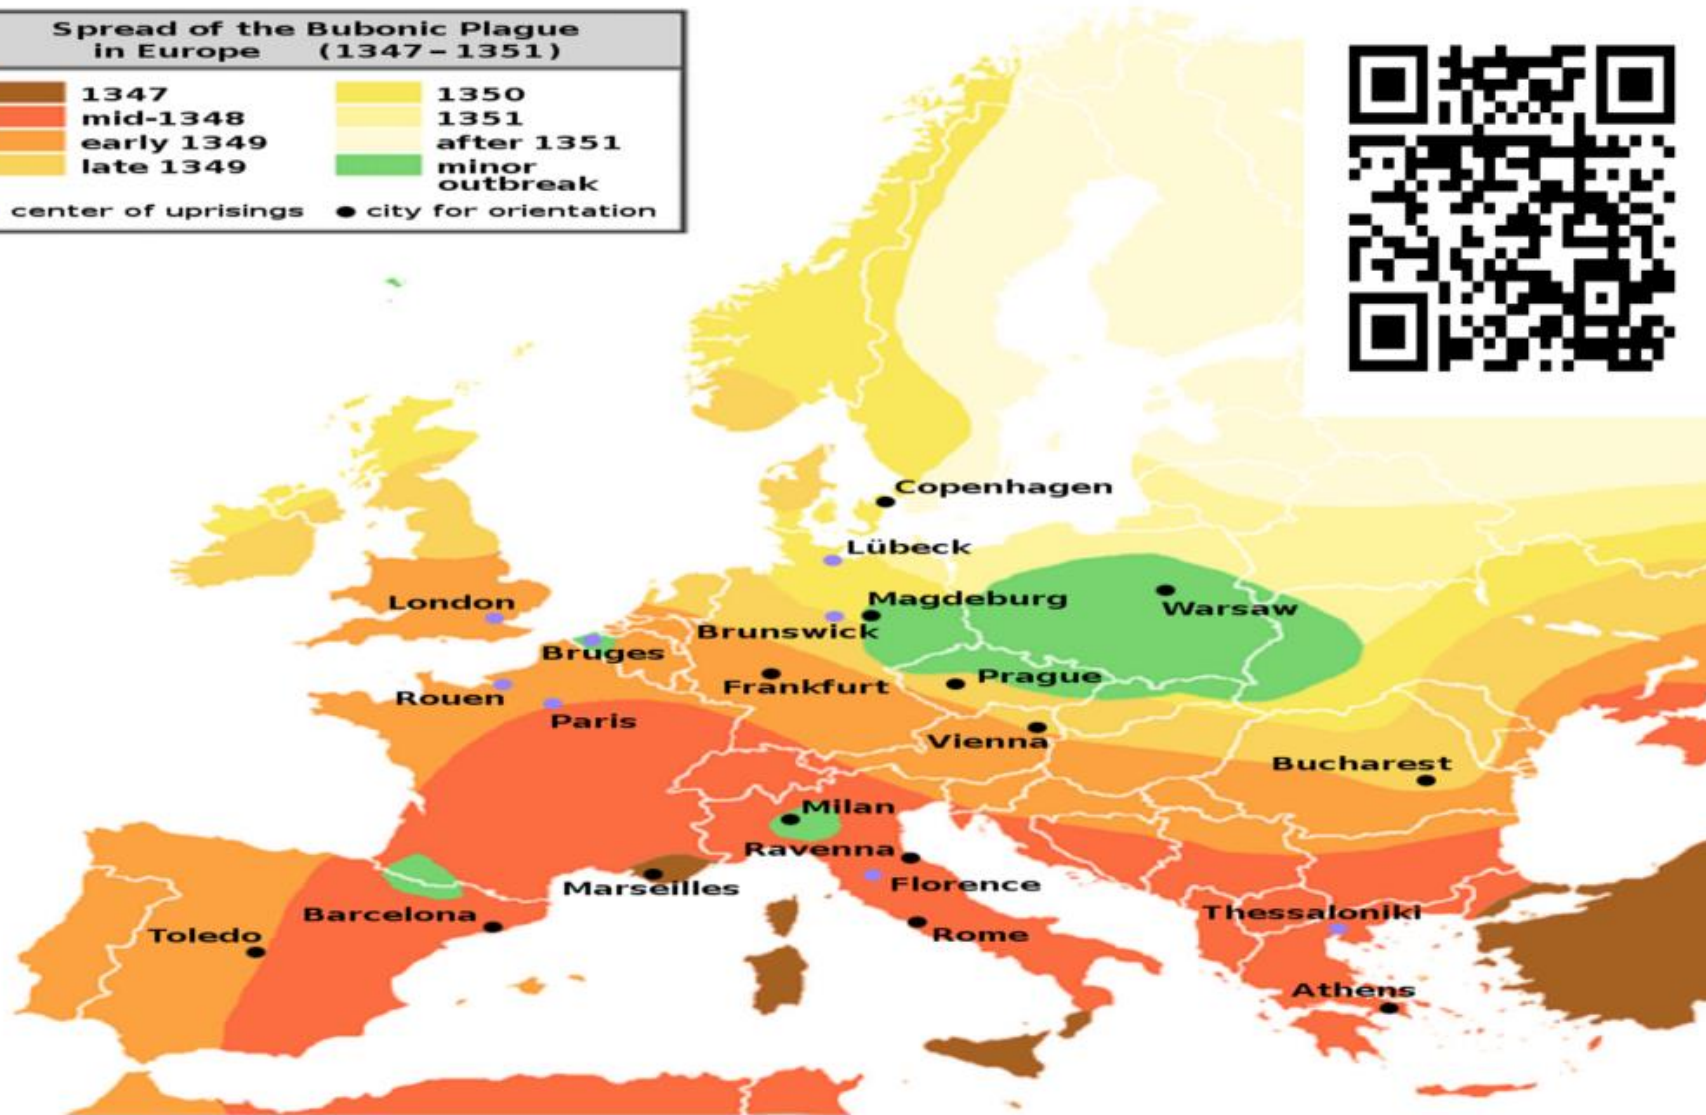 Spread of the Bubonic Plague
in Europe (1347–1351)
1347
mid-1348
early 1349
late 1349
1350
1351
after 1351
minor
outbreak
center of uprisings
city for orientation
Copenhagen
Lübeck
Magdeburg
Warsaw
London
Brunswick
Bruges
Prague
Frankfurt
Rouen
Paris
Vienna
Bucharest
Milan
Ravenna
Marseilles
Florence
Barcelona
Thessaloniki
Toledo
Rome
Athens